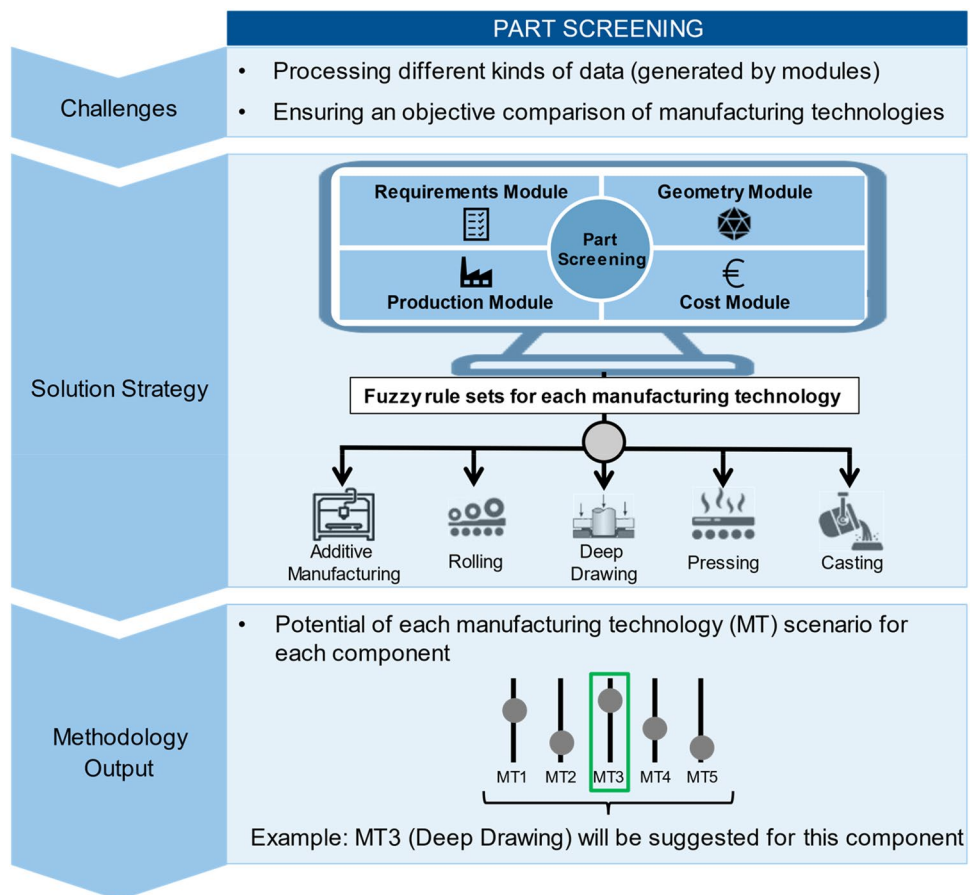 PART SCREENING
Challenges
• Processing different kinds of data (generated by modules)
• Ensuring an objective comparison of manufacturing technologies
Solution Strategy
Requirements Module
Geometry Module
Part
Screening
€
Production Module
Cost Module
Fuzzy rule sets for each manufacturing technology
Additive
Manufacturing
Rolling
Deep
Drawing
Pressing
Casting
Methodology
Output
• Potential of each manufacturing technology (MT) scenario for
each component
MT1 MT2 MT3 MT4 MT5
Example: MT3 (Deep Drawing) will be suggested for this component